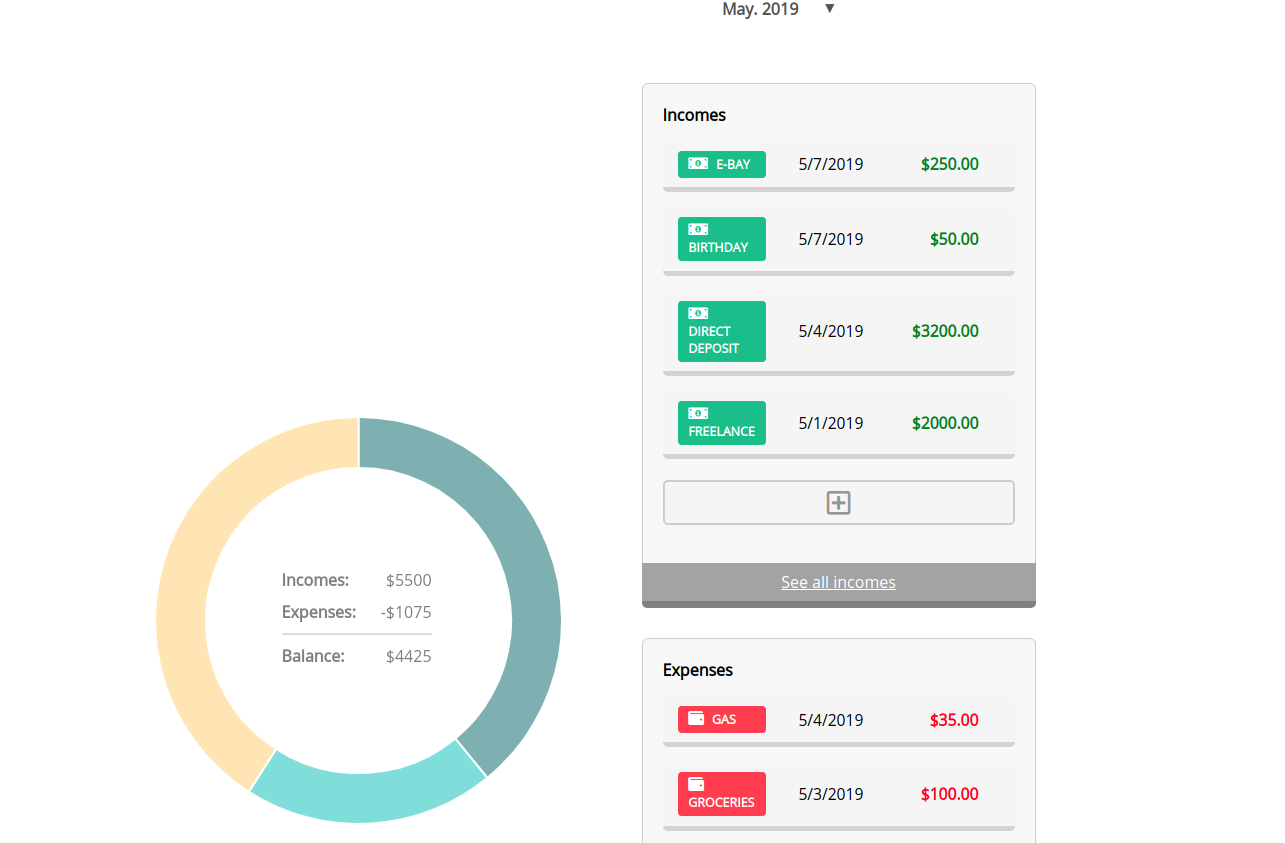 May. 2019 ▼
Incomes
E-BAY 5/7/2019 $250.00
BIRTHDAY 5/7/2019 $50.00
DIRECT
DEPOSIT 5/4/2019 $3200.00
FREELANCE 5/1/2019 $2000.00
See all incomes
Incomes: $5500
Expenses: -$1075
Balance: $4425
Expenses
GAS 5/4/2019 $35.00
GROCERIES 5/3/2019 $100.00